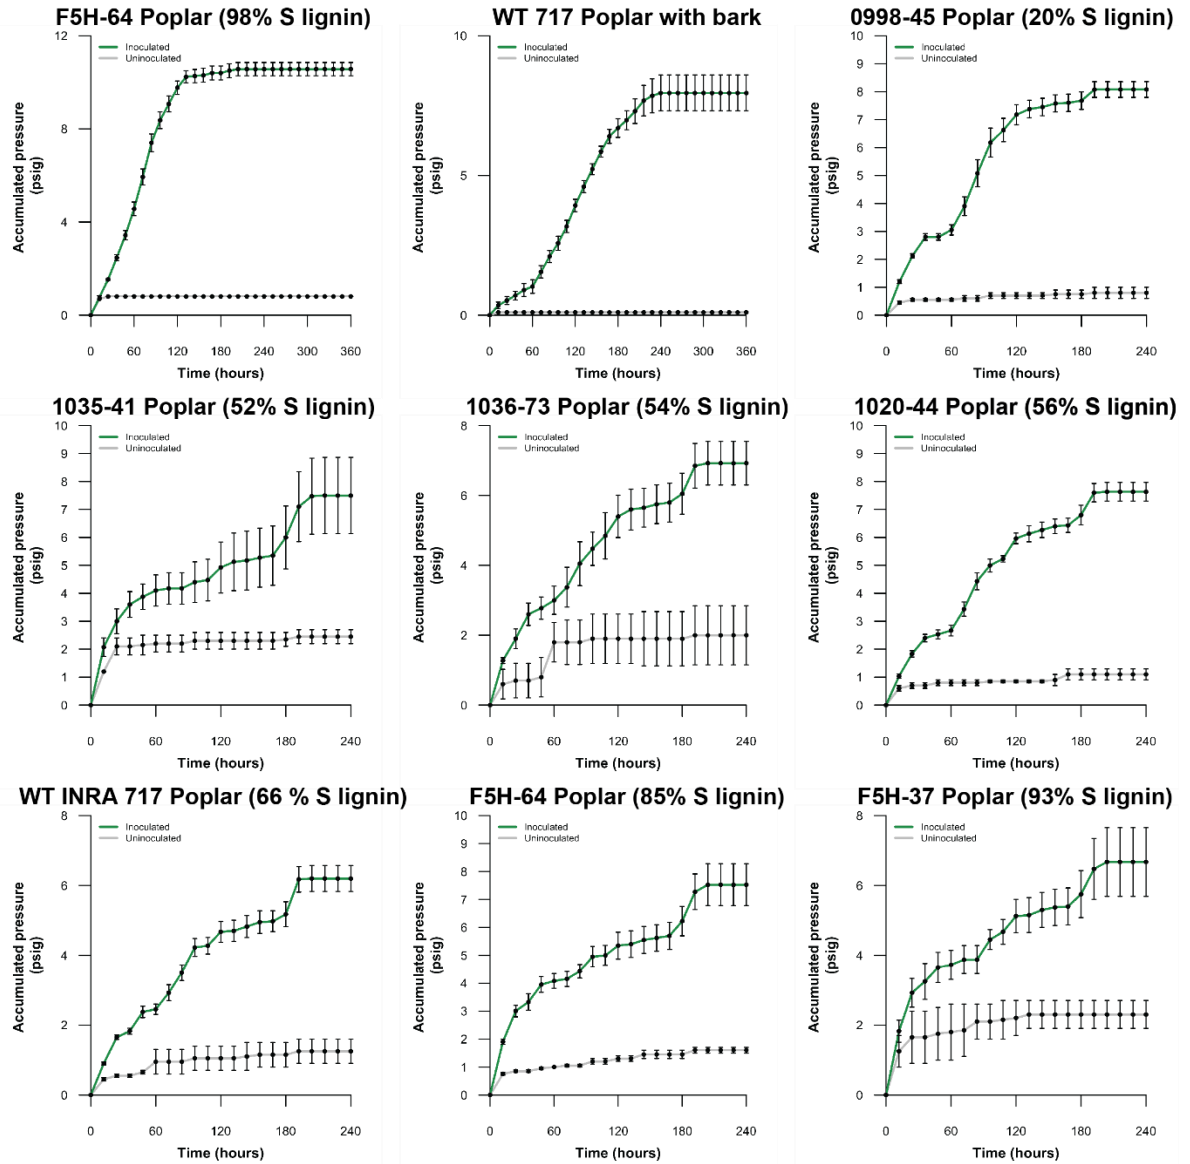 F5H-64 Poplar (98% S lignin)
Inoculated
Uninoculated
Accumulated pressure
(psig)
12
8
4
0
0 60 120 180 240 300 360
Time (hours)
WT 717 Poplar with bark
Inoculated
Uninoculated
Accumulated pressure
(psig)
10
5
0
0 60 120 180 240 300 360
Time (hours)
0998-45 Poplar (20% S lignin)
Inoculated
Uninoculated
Accumulated pressure
(psig)
10
9
8
7
6
5
4
3
2
1
0
0 60 120 180 240
Time (hours)
1035-41 Poplar (52% S lignin)
Inoculated
Uninoculated
Accumulated pressure
(psig)
10
9
8
7
6
5
4
3
2
1
0
0 60 120 180 240
Time (hours)
1036-73 Poplar (54% S lignin)
Inoculated
Uninoculated
Accumulated pressure
(psig)
8
6
4
2
0
0 60 120 180 240
Time (hours)
1020-44 Poplar (56% S lignin)
Inoculated
Uninoculated
Accumulated pressure
(psig)
10
9
8
7
6
5
4
3
2
1
0
0 60 120 180 240
Time (hours)
WT INRA 717 Poplar (66 % S lignin)
Inoculated
Uninoculated
Accumulated pressure
(psig)
8
6
4
2
0
0 60 120 180 240
Time (hours)
F5H-64 Poplar (85% S lignin)
Inoculated
Uninoculated
Accumulated pressure
(psig)
10
9
8
7
6
5
4
3
2
1
0
0 60 120 180 240
Time (hours)
F5H-37 Poplar (93% S lignin)
Inoculated
Uninoculated
Accumulated pressure
(psig)
8
6
4
2
0
0 60 120 180 240
Time (hours)